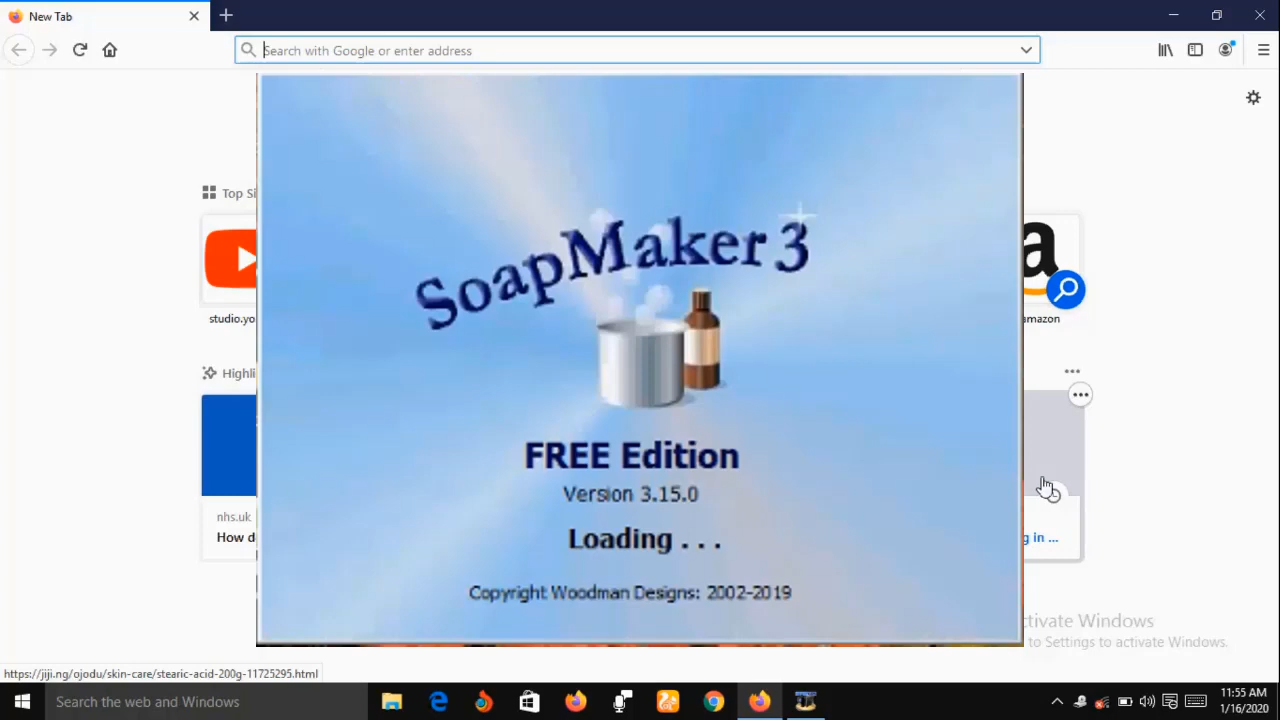 New Tab
Search with Google or enter address
Top Si
SoapMaker 3
studio.yo
amazon
Highli
FREE Edition
Version 3.15.0
nhs.uk
How d
Loading . . .
g in ...
Copyright Woodman Designs: 2002-2019
ctivate Windows
to Settings to activate Windows.
https://jiji.ng/ojodu/skin-care/stearic-acid-200g-11725295.html
Search the web and Windows
11:55 AM
1/16/2020